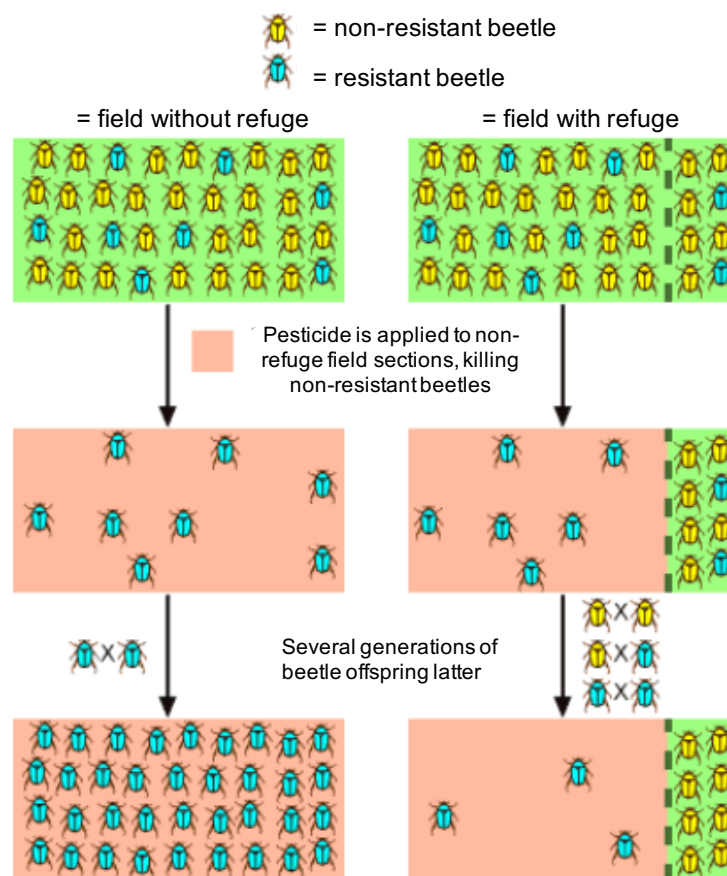 = non-resistant beetle
= resistant beetle
= field without refuge
= field with refuge
Pesticide is applied to non-
refuge field sections, killing
non-resistant beetles
X
Several generations of
beetle offspring latter
X
X
X